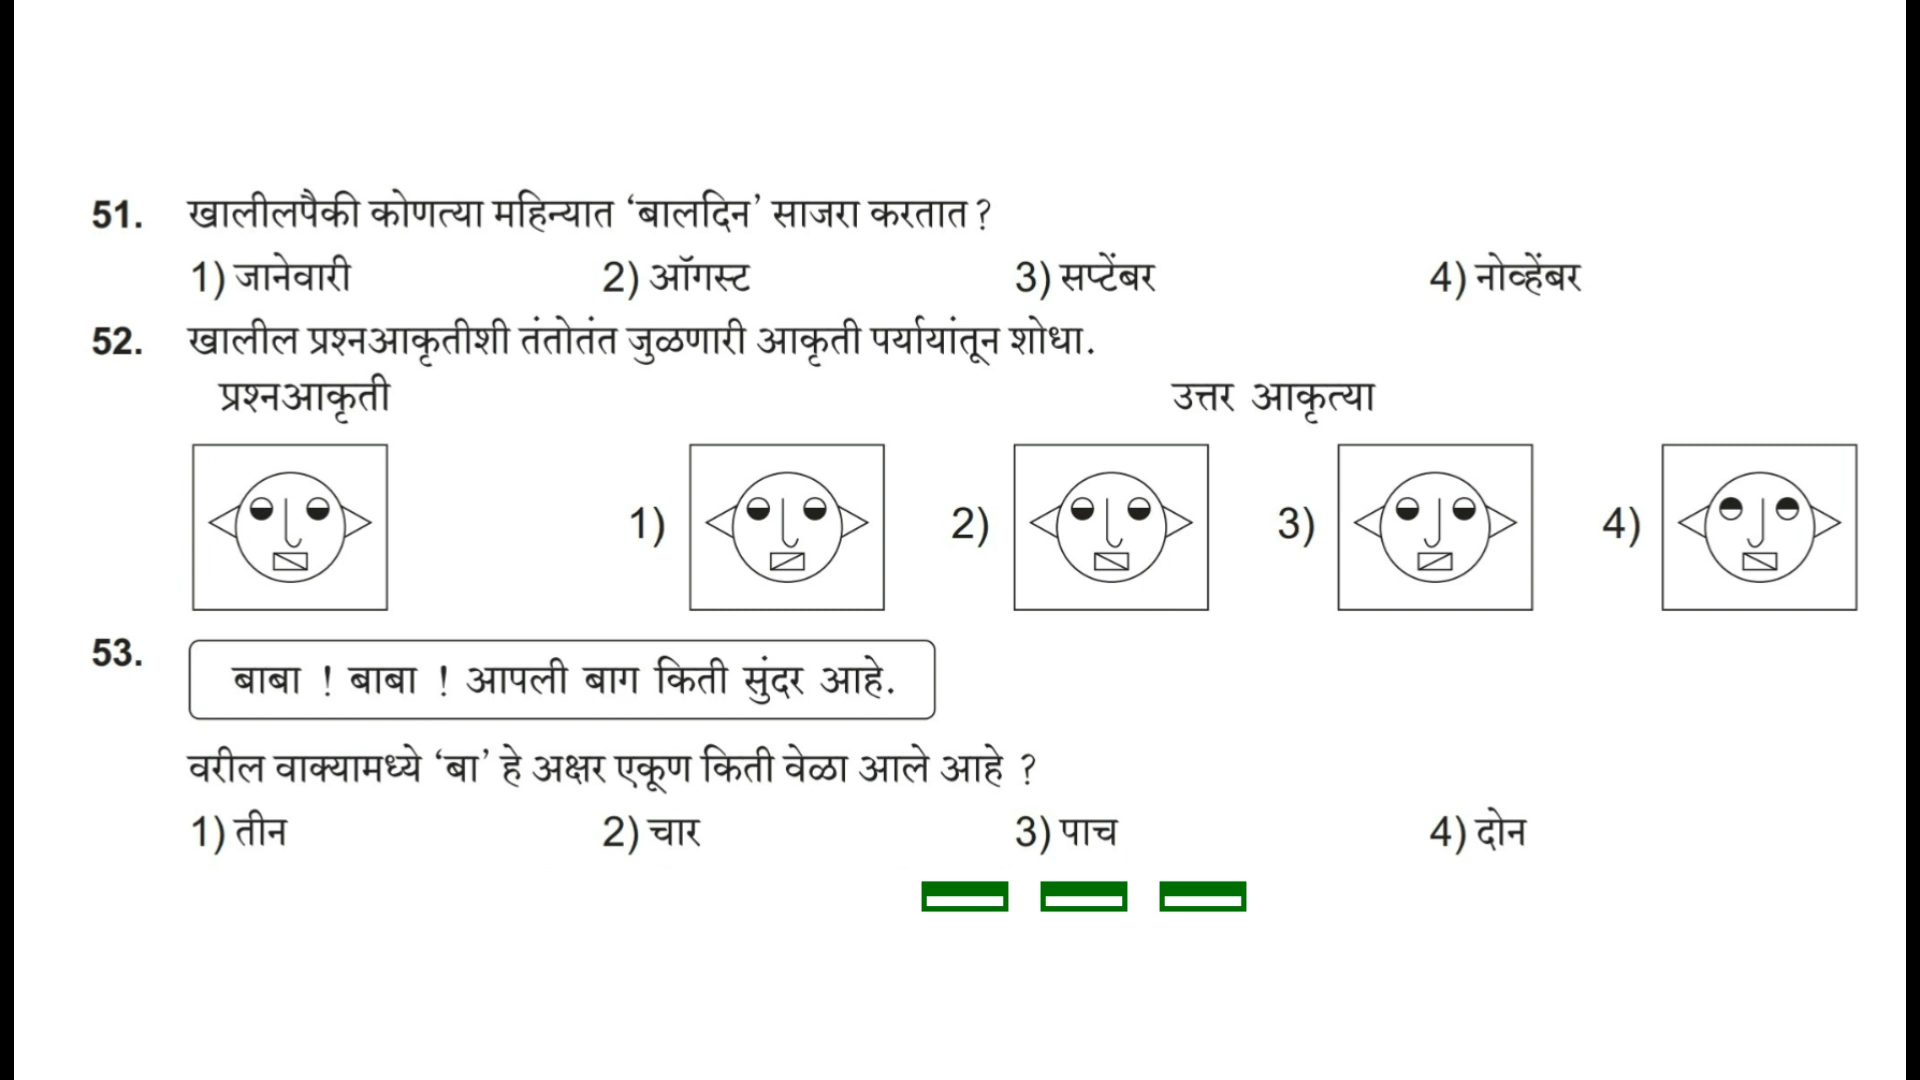 51. खालीलपैकी कोणत्या महिन्यात ‘बालदिन’ साजरा करतात ?
1) जानेवारी 2) ऑगस्ट 3) सप्टेंबर 4) नोव्हेंबर
52. खालील प्रश्नआकृतीशी तंतोतंत जुळणारी आकृती पर्यायांतून शोधा.
प्रश्नआकृती उत्तर आकृत्या
1) 2) 3) 4)
53. बाबा ! बाबा ! आपली बाग किती सुंदर आहे.
वरील वाक्यामध्ये ‘बा’ हे अक्षर एकूण किती वेळा आले आहे ?
1) तीन 2) चार 3) पाच 4) दोन